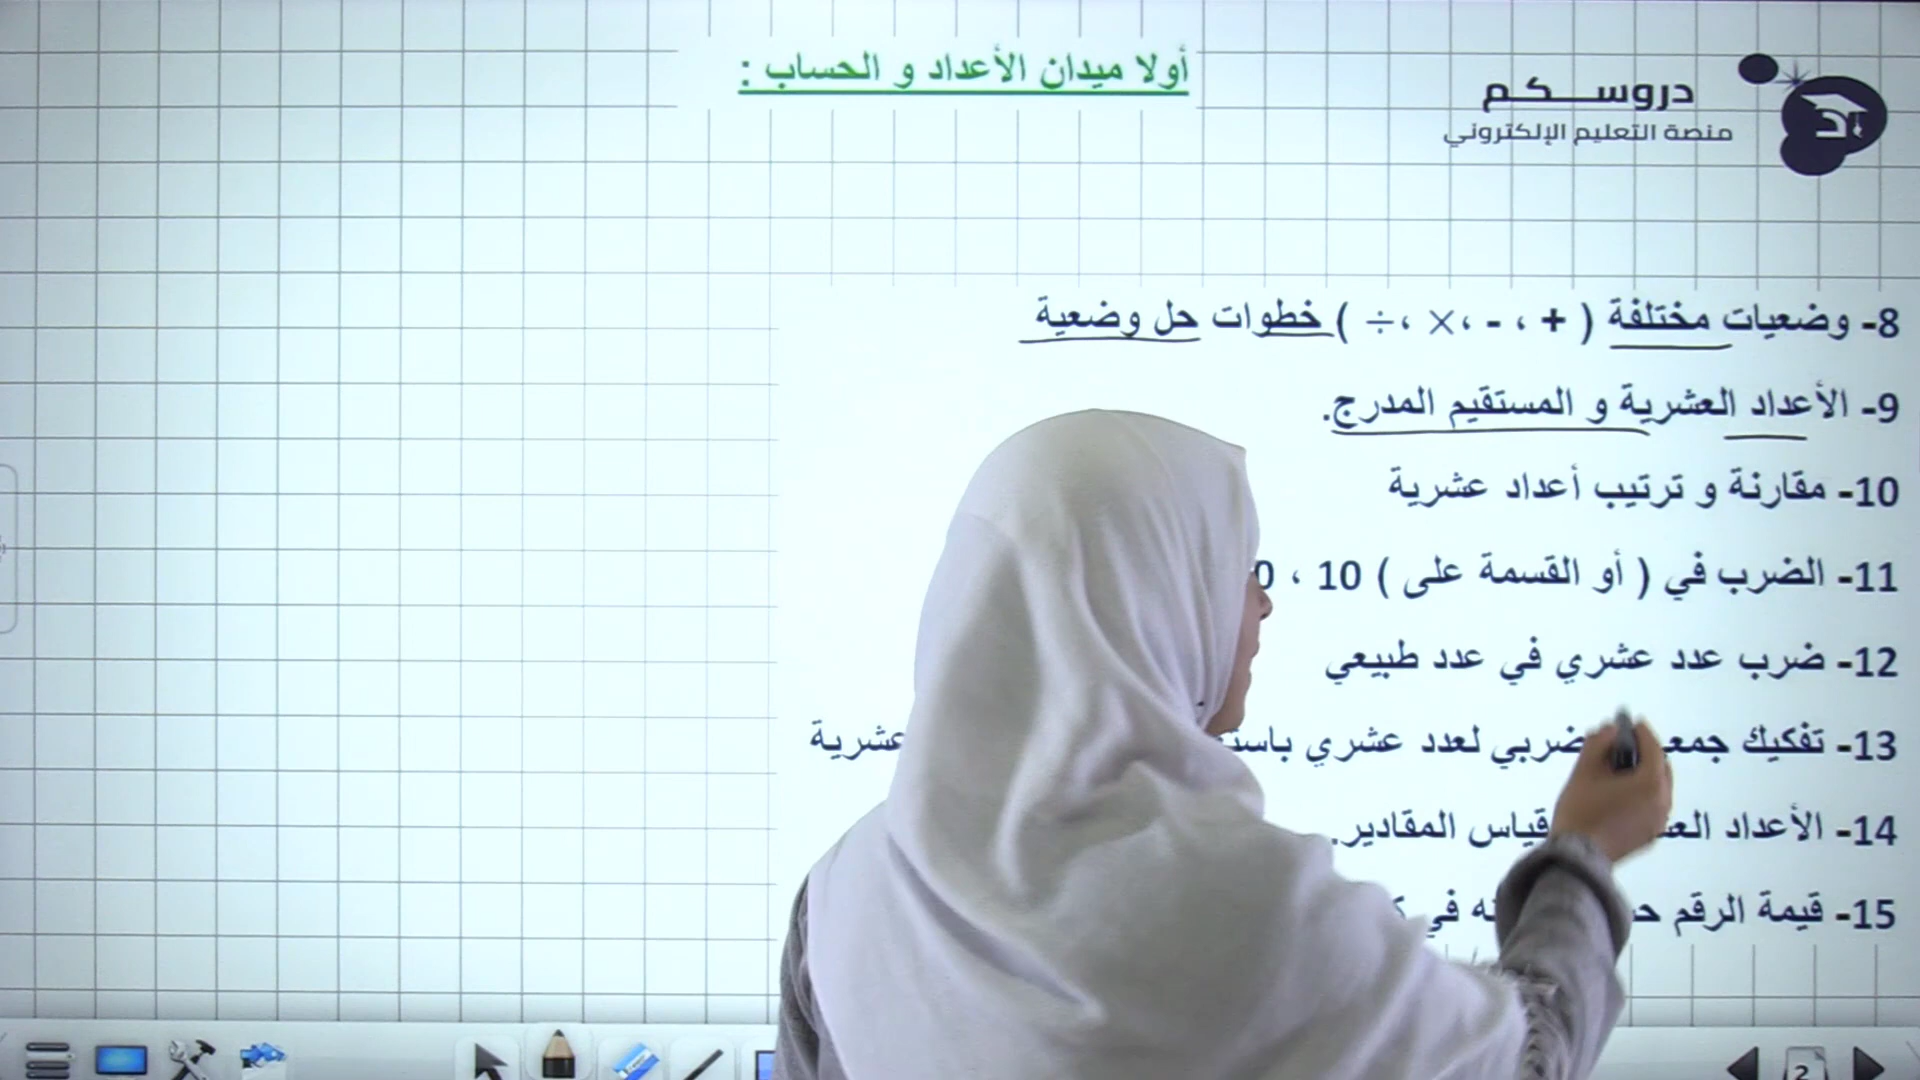 أولا ميدان الأعداد و الحساب :
دروسكم
منصة التعليم الإلكتروني
8- وضعيات مختلفة ( + ، - ، × ، ÷ ) خطوات حل وضعية
9- الأعداد العشرية و المستقيم المدرج.
10- مقارنة و ترتيب أعداد عشرية
11- الضرب في ( أو القسمة على ) 10 ،
12- ضرب عدد عشري في عدد طبيعي
13- تفكيك لعدد عشري عشرية
14- الأعداد قياس المقادير.
15- قيمة الرقم في
2